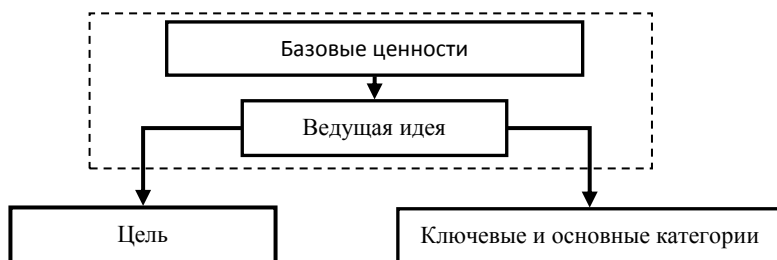 Базовые ценности
Ведущая идея
Цель
Ключевые и основные категории